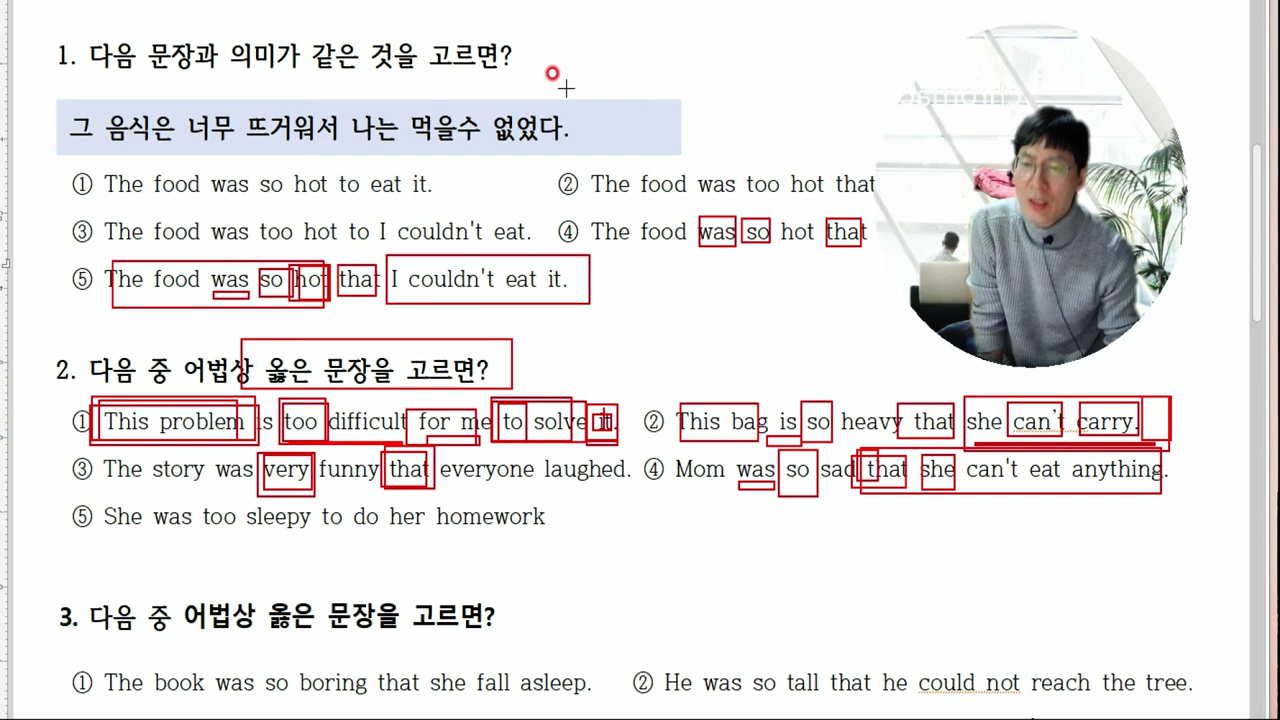 1. 다음 문장과 의미가 같은 것을 고르면?
그 음식은 너무 뜨거워서 나는 먹을수 없었다.
① The food was so hot to eat it. ② The food was too hot that
③ The food was too hot to I couldn't eat. ④ The food was so hot that
⑤ The food was so hot that I couldn't eat it.
2. 다음 중 어법상 옳은 문장을 고르면?
① This problem is too difficult for me to solve it. ② This bag is so heavy that she can't carry.
③ The story was very funny that everyone laughed. ④ Mom was so sad that she can't eat anything.
⑤ She was too sleepy to do her homework
3. 다음 중 어법상 옳은 문장을 고르면?
① The book was so boring that she fall asleep. ② He was so tall that he could not reach the tree.